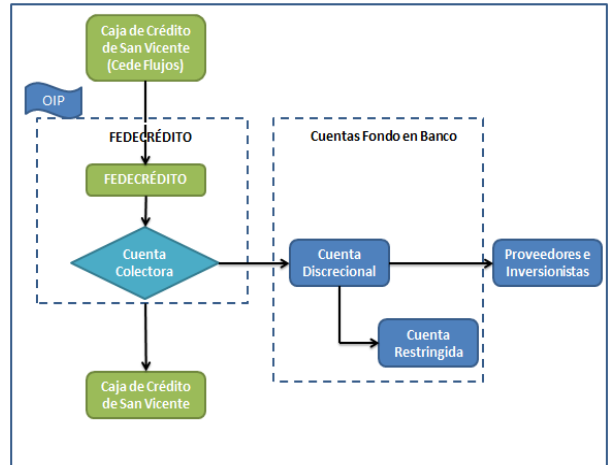 Caja de Crédito
de San Vicente
(Cede Flujos)
OIP
FEDECRÉDITO
Cuentas Fondo en Banco
FEDECRÉDITO
Cuenta
Colectora
Cuenta
Discrecional
Proveedores e
Inversionistas
Cuenta
Restringida
Caja de Crédito
de San Vicente